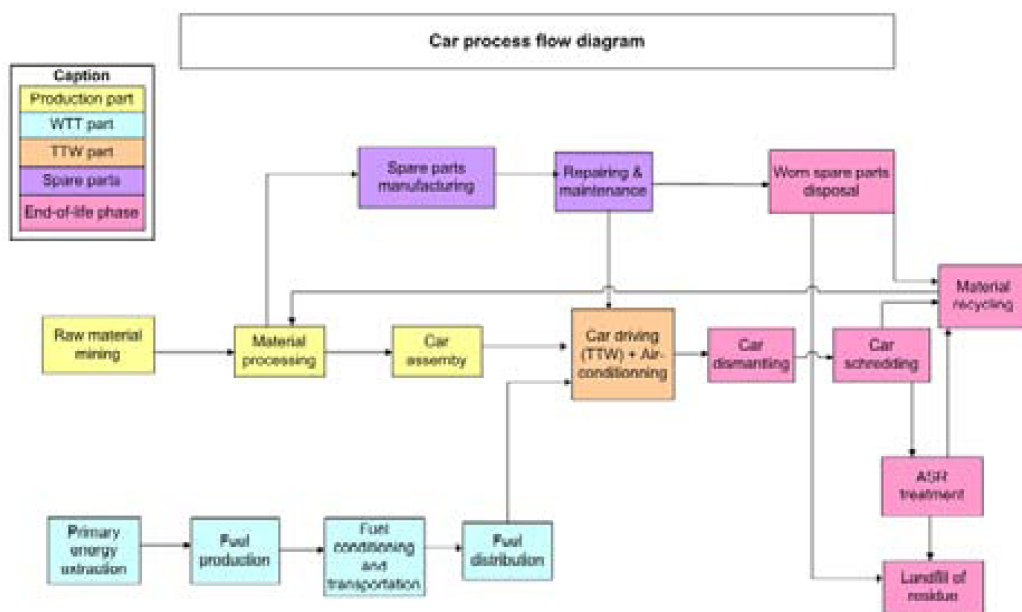 Car process flow diagram
Caption
Production part
WTT part
TTW part
Spare parts
End-of-life phase
Spare parts
manufacturing
Repairing &
maintenance
Worn spare parts
disposal
Material
recycling
Raw material
mining
Material
processing
Car
assemby
Car driving
(TTW) + Air-
conditionning
Car
dismantling
Car
schredding
ASR
treatment
Primary
energy
extraction
Fuel
production
Fuel
conditioning
and
transportation
Fuel
distribution
Landfill of
residue